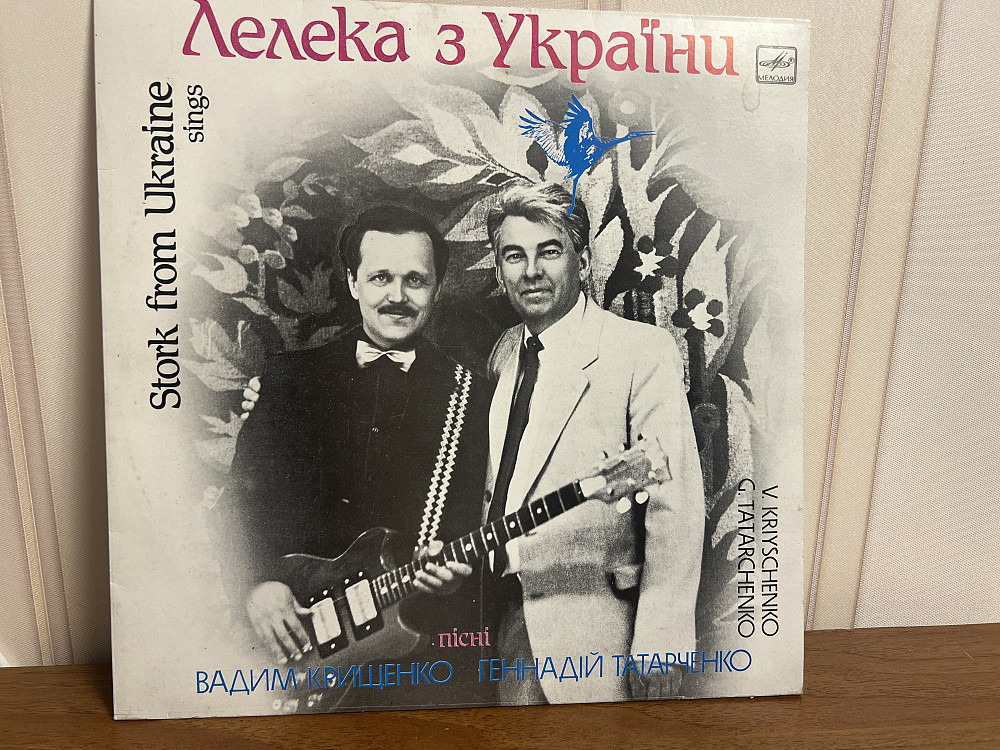 Лелека з України
МЕЛОДИЯ
Stork from Ukraine
sings
V. KRIYSCHENKO
G. TATARCHENKO
пісні
ВАДИМ КРИЩЕНКО ГЕННАДІЙ ТАТАРЧЕНКО